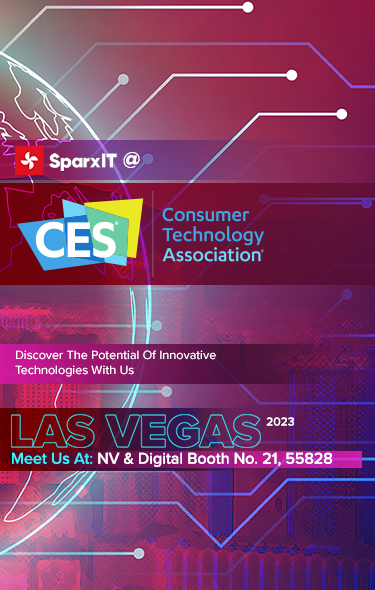 SparxIT @
CES®
Consumer
Technology
Association®
Discover The Potential Of Innovative
Technologies With Us
LAS VEGAS 2023
Meet Us At: NV & Digital Booth No. 21, 55828